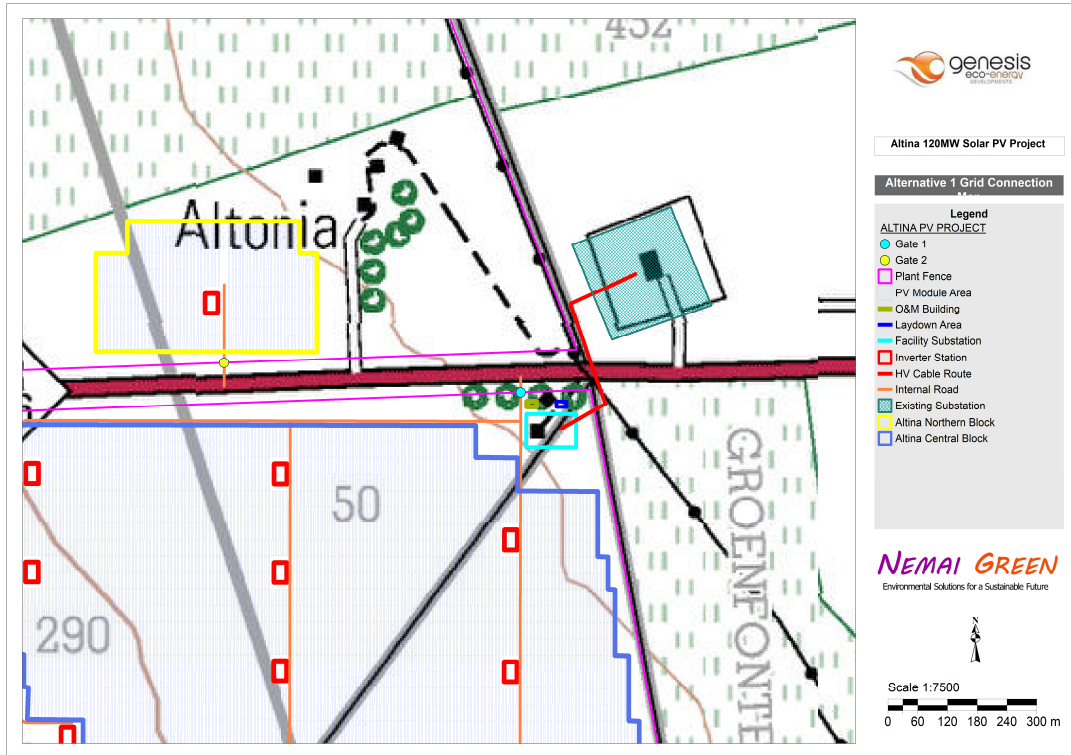 432
Altonia
50
290
GROENFONTE
genesis
eco-energy
DEVELOPMENTS
Altina 120MW Solar PV Project
Alternative 1 Grid Connection
Legend
ALTINA PV PROJECT
Gate 1
Gate 2
Plant Fence
PV Module Area
O&M Building
Laydown Area
Facility Substation
Inverter Station
HV Cable Route
Internal Road
Existing Substation
Altina Northern Block
Altina Central Block
NEMAI GREEN
Environmental Solutions for a Sustainable Future
N
Scale 1:7500
0 60 120 180 240 300 m